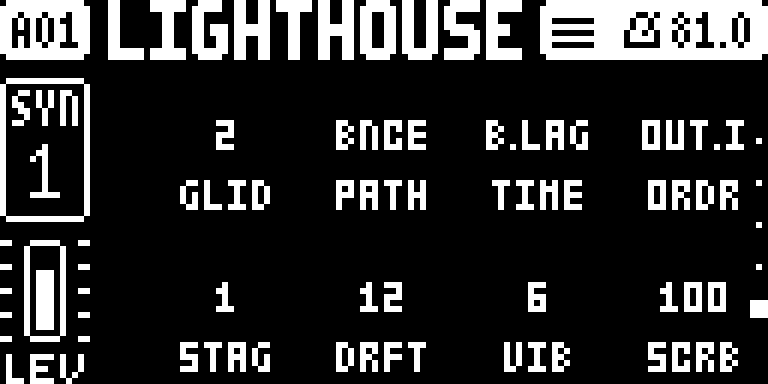 A01 LIGHTHOUSE 81.0
SYN
1
2 BNCE B.LAG OUT.I
GLID PATH TIME ORDR
1 12 6 100
STAG DRFT VIB SCRB
LEV